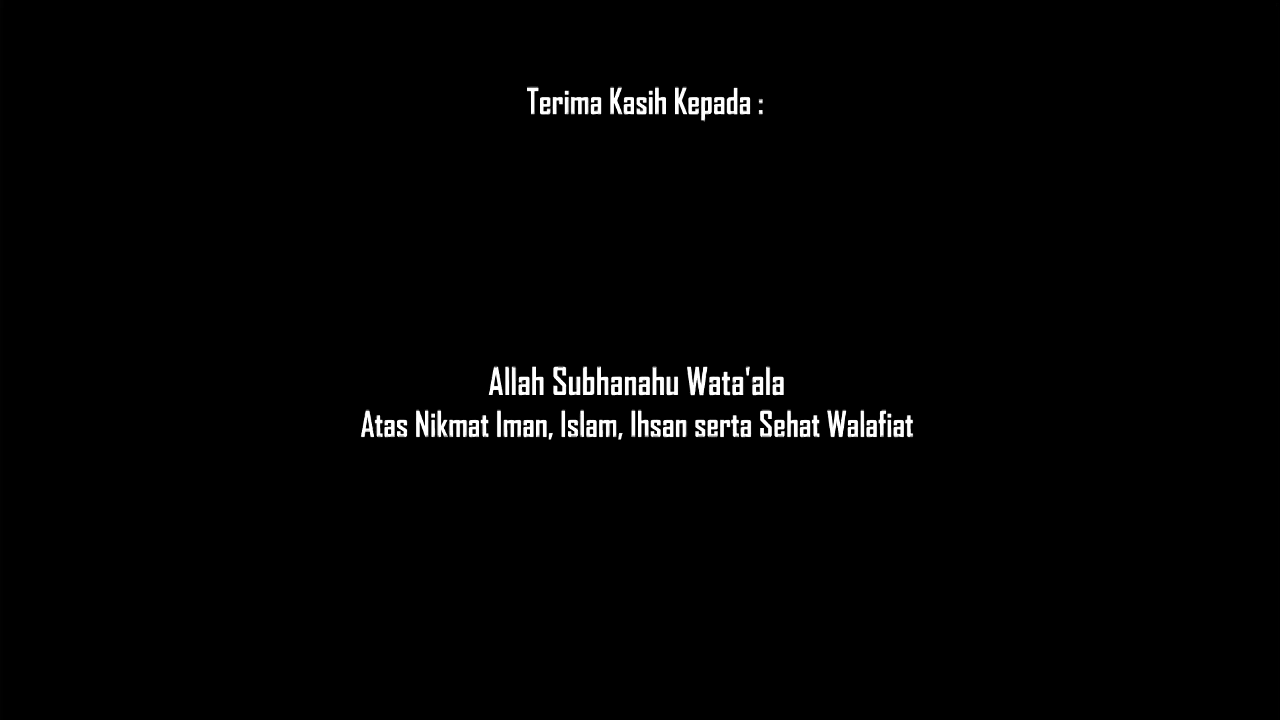 Terima Kasih Kepada :
Allah Subhanahu Wata'ala
Atas Nikmat Iman, Islam, Ihsan serta Sehat Walafiat